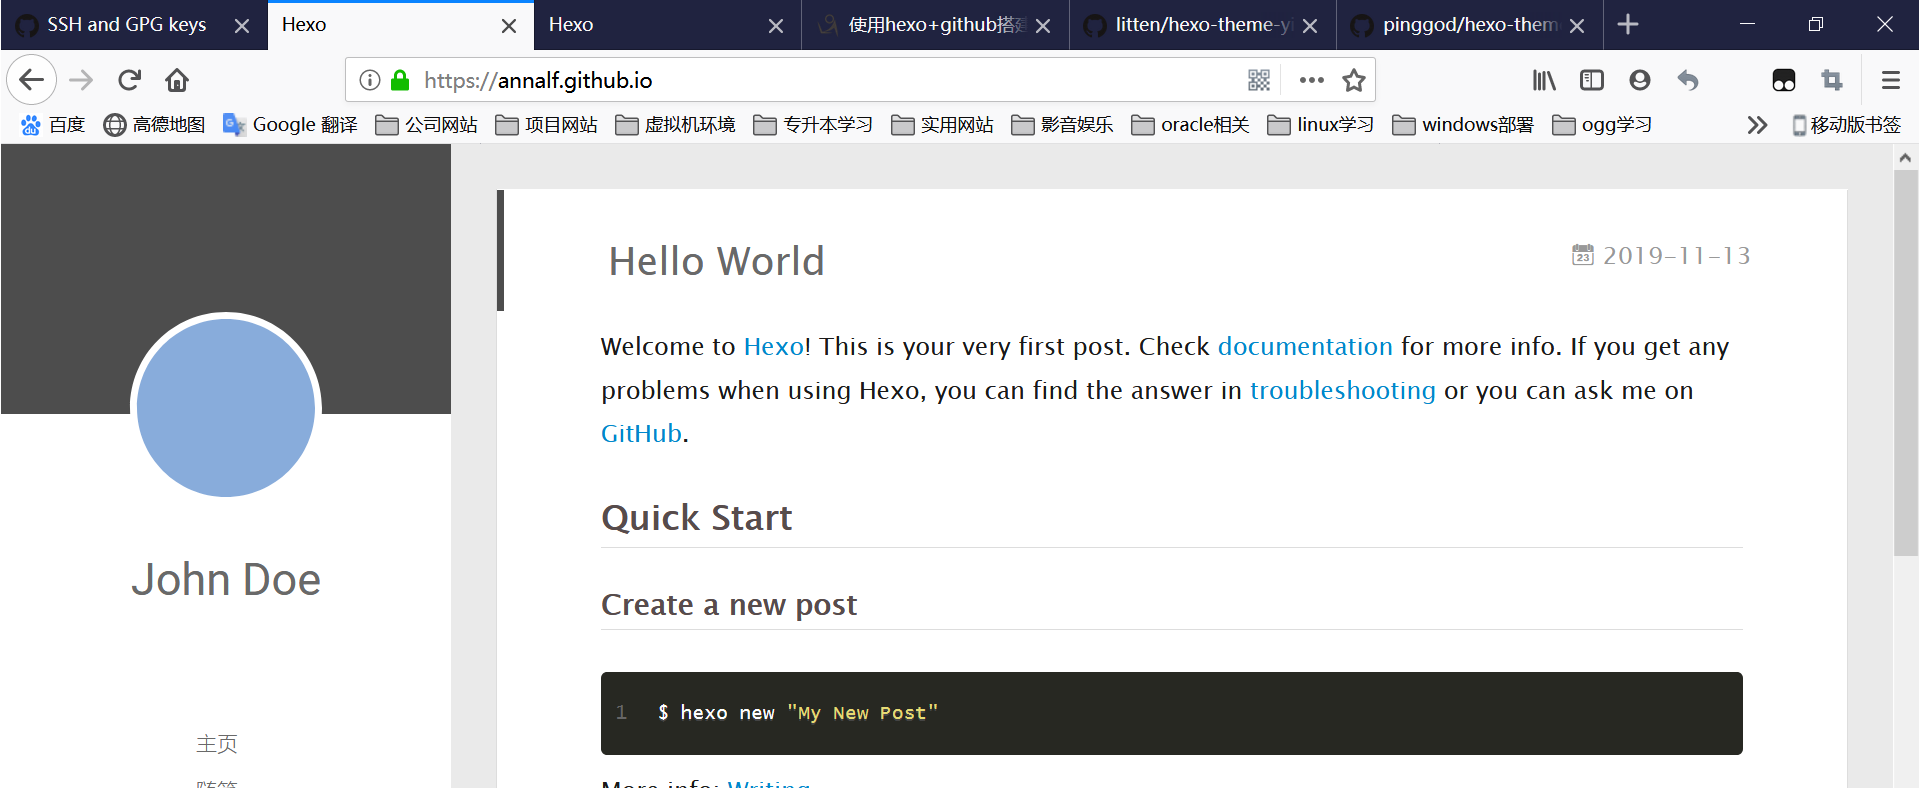 SSH and GPG keys
Hexo
Hexo
使用hexo+github搭建
litten/hexo-theme-yi
pinggod/hexo-them
https://annalf.github.io
百度
高德地图
Google 翻译
公司网站
项目网站
虚拟机环境
专升本学习
实用网站
影音娱乐
oracle相关
linux学习
windows部署
ogg学习
移动版书签
Hello World
23
2019-11-13
Welcome to Hexo! This is your very first post. Check documentation for more info. If you get any
problems when using Hexo, you can find the answer in troubleshooting or you can ask me on
GitHub.
Quick Start
John Doe
Create a new post
1 $ hexo new "My New Post"
主页
随笔
More info: Writing